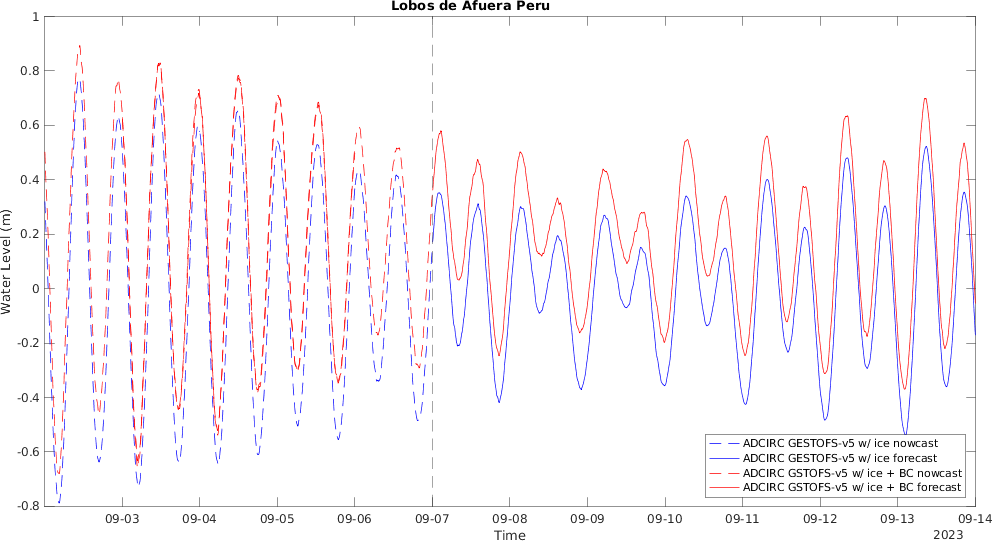 Lobos de Afuera Peru
1
0.8
0.6
0.4
0.2
0
-0.2
-0.4
-0.6
-0.8
Water Level (m)
ADCIRC GESTOFS-v5 w/ ice nowcast
ADCIRC GESTOFS-v5 w/ ice forecast
ADCIRC GSTOFS-v5 w/ ice + BC nowcast
ADCIRC GSTOFS-v5 w/ ice + BC forecast
09-03 09-04 09-05 09-06 09-07 09-08 09-09 09-10 09-11 09-12 09-13 09-14
Time
2023